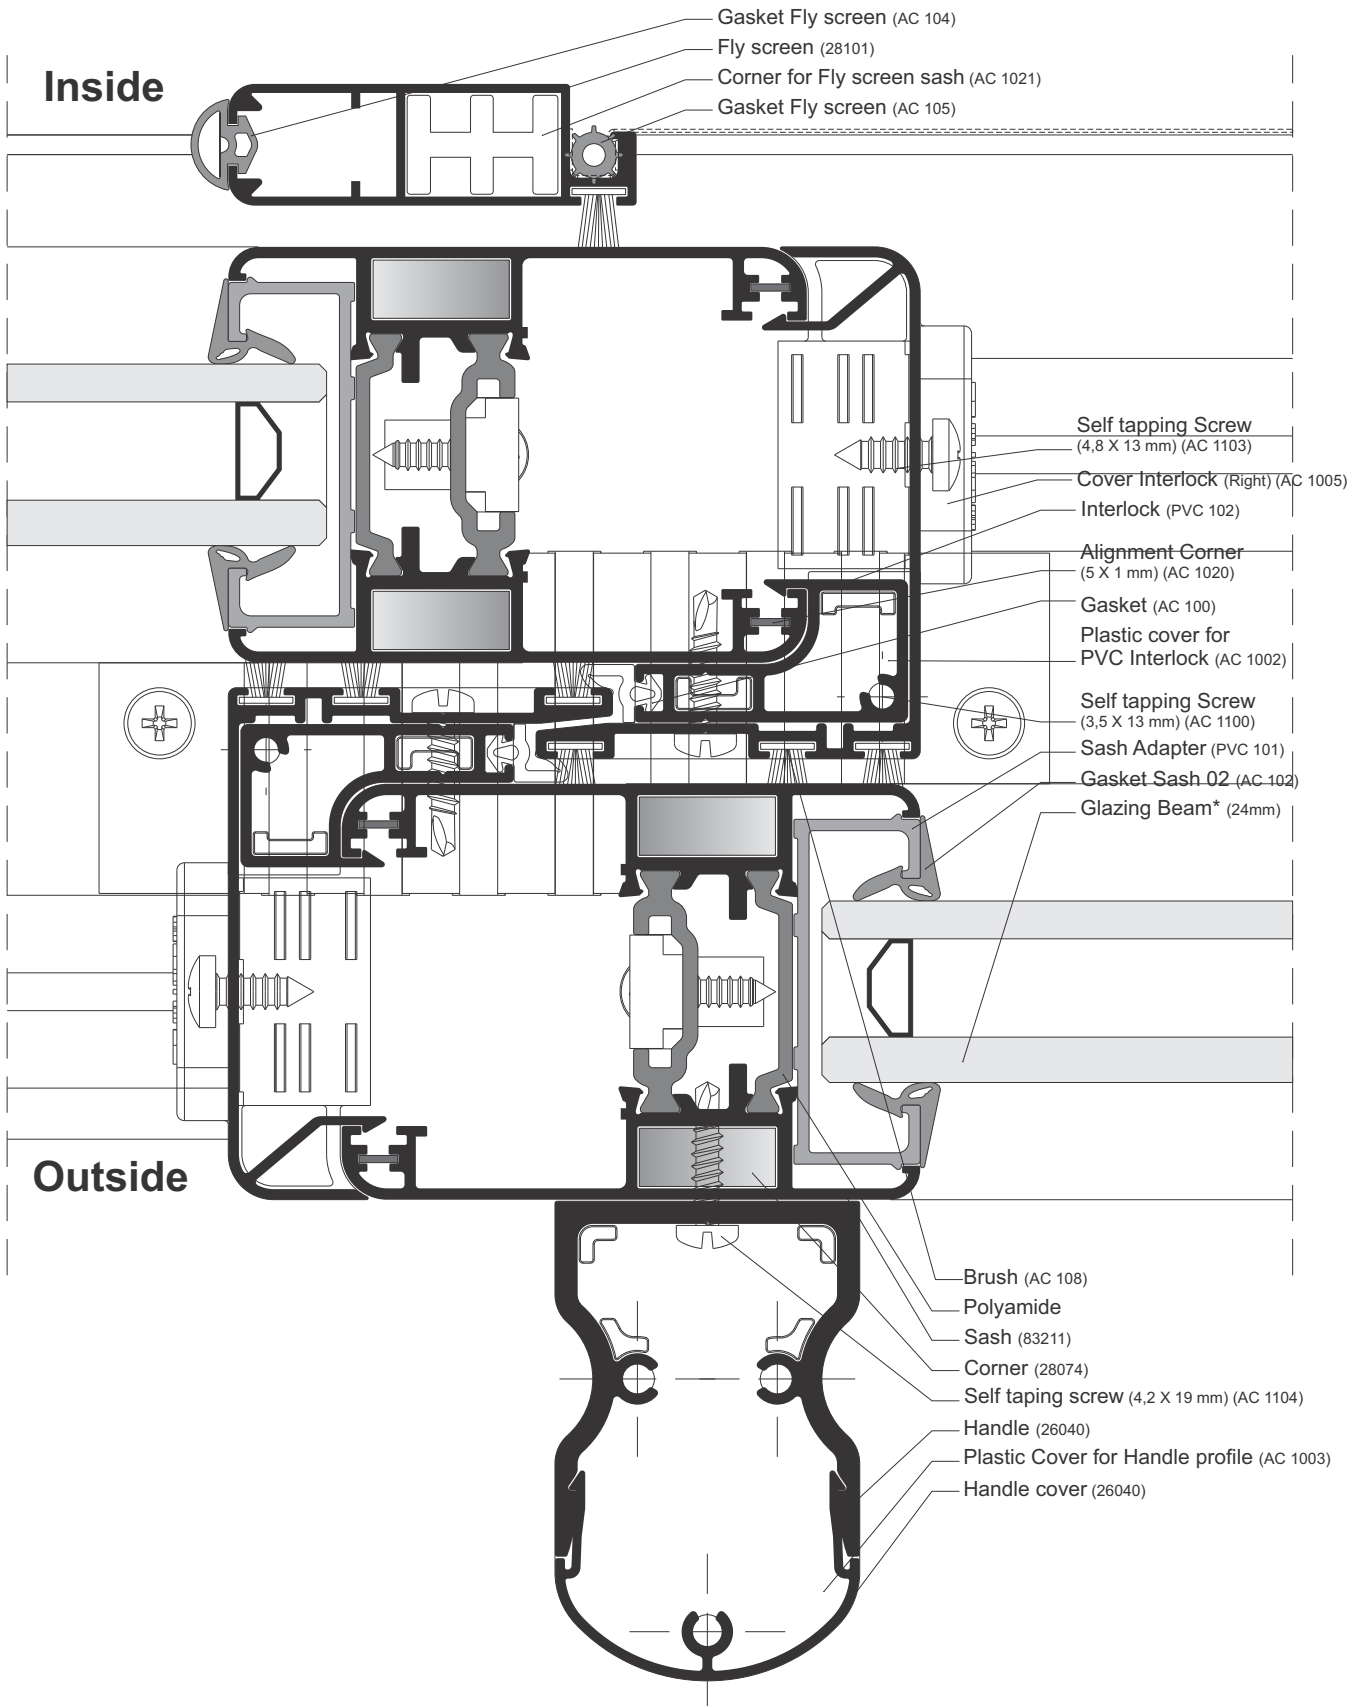 Gasket Fly screen (AC 104)
Fly screen (28101)
Inside
Corner for Fly screen sash (AC 1021)
Gasket Fly screen (AC 105)
Self tapping Screw
(4,8 X 13 mm) (AC 1103)
Cover Interlock (Right) (AC 1005)
Interlock (PVC 102)
Alignment Corner
(5 X 1 mm) (AC 1020)
Gasket (AC 100)
Plastic cover for
PVC Interlock (AC 1002)
Self tapping Screw
(3,5 X 13 mm) (AC 1100)
Sash Adapter (PVC 101)
Gasket Sash 02 (AC 102)
Glazing Beam* (24mm)
Outside
Brush (AC 108)
Polyamide
Sash (83211)
Corner (28074)
Self taping screw (4,2 X 19 mm) (AC 1104)
Handle (26040)
Plastic Cover for Handle profile (AC 1003)
Handle cover (26040)